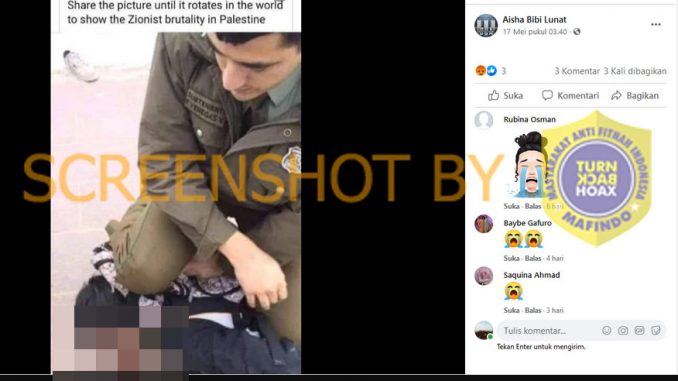 Share the picture until it rotates in the world
to show the Zionist brutality in Palestine
SCREENSHOT BY
MASYARAKAT ANTI FITNAH INDONESIA
TURN
BACK
HOAX
MAFINDO
Aisha Bibi Lunat
17 Mei pukul 03.40 ·
3
3 Komentar 3 Kali dibagikan
Suka Komentari Bagikan
Rubina Osman
Suka · Balas · 6 hari
Baybe Gafuro
Suka · Balas · 4 hari
Saquina Ahmad
Suka · Balas · 3 hari
Tulis komentar...
Tekan Enter untuk mengirim.